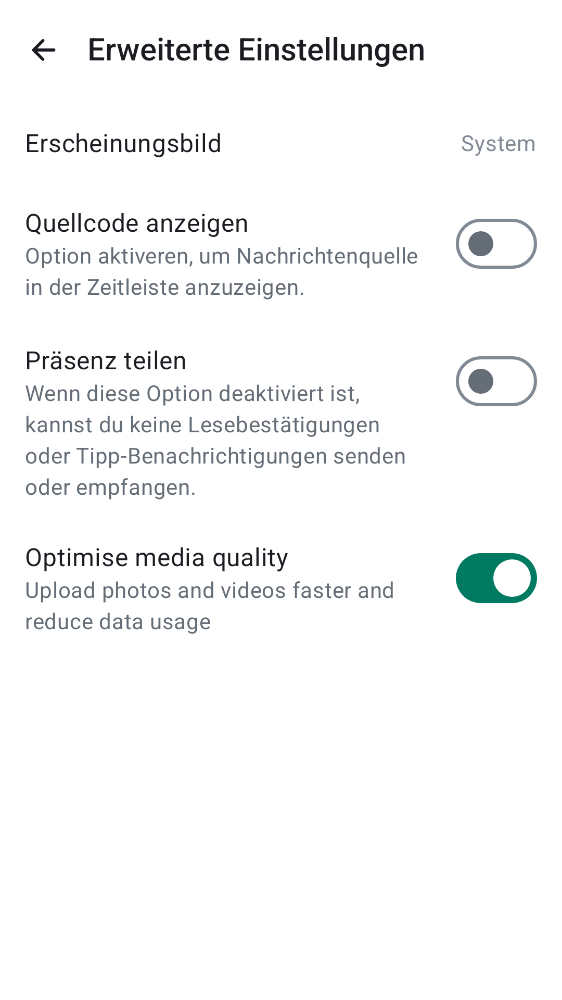 Erweiterte Einstellungen
Erscheinungsbild System
Quellcode anzeigen
Option aktiveren, um Nachrichtenquelle
in der Zeitleiste anzuzeigen.
Präsenz teilen
Wenn diese Option deaktiviert ist,
kannst du keine Lesebestätigungen
oder Tipp-Benachrichtigungen senden
oder empfangen.
Optimise media quality
Upload photos and videos faster and
reduce data usage